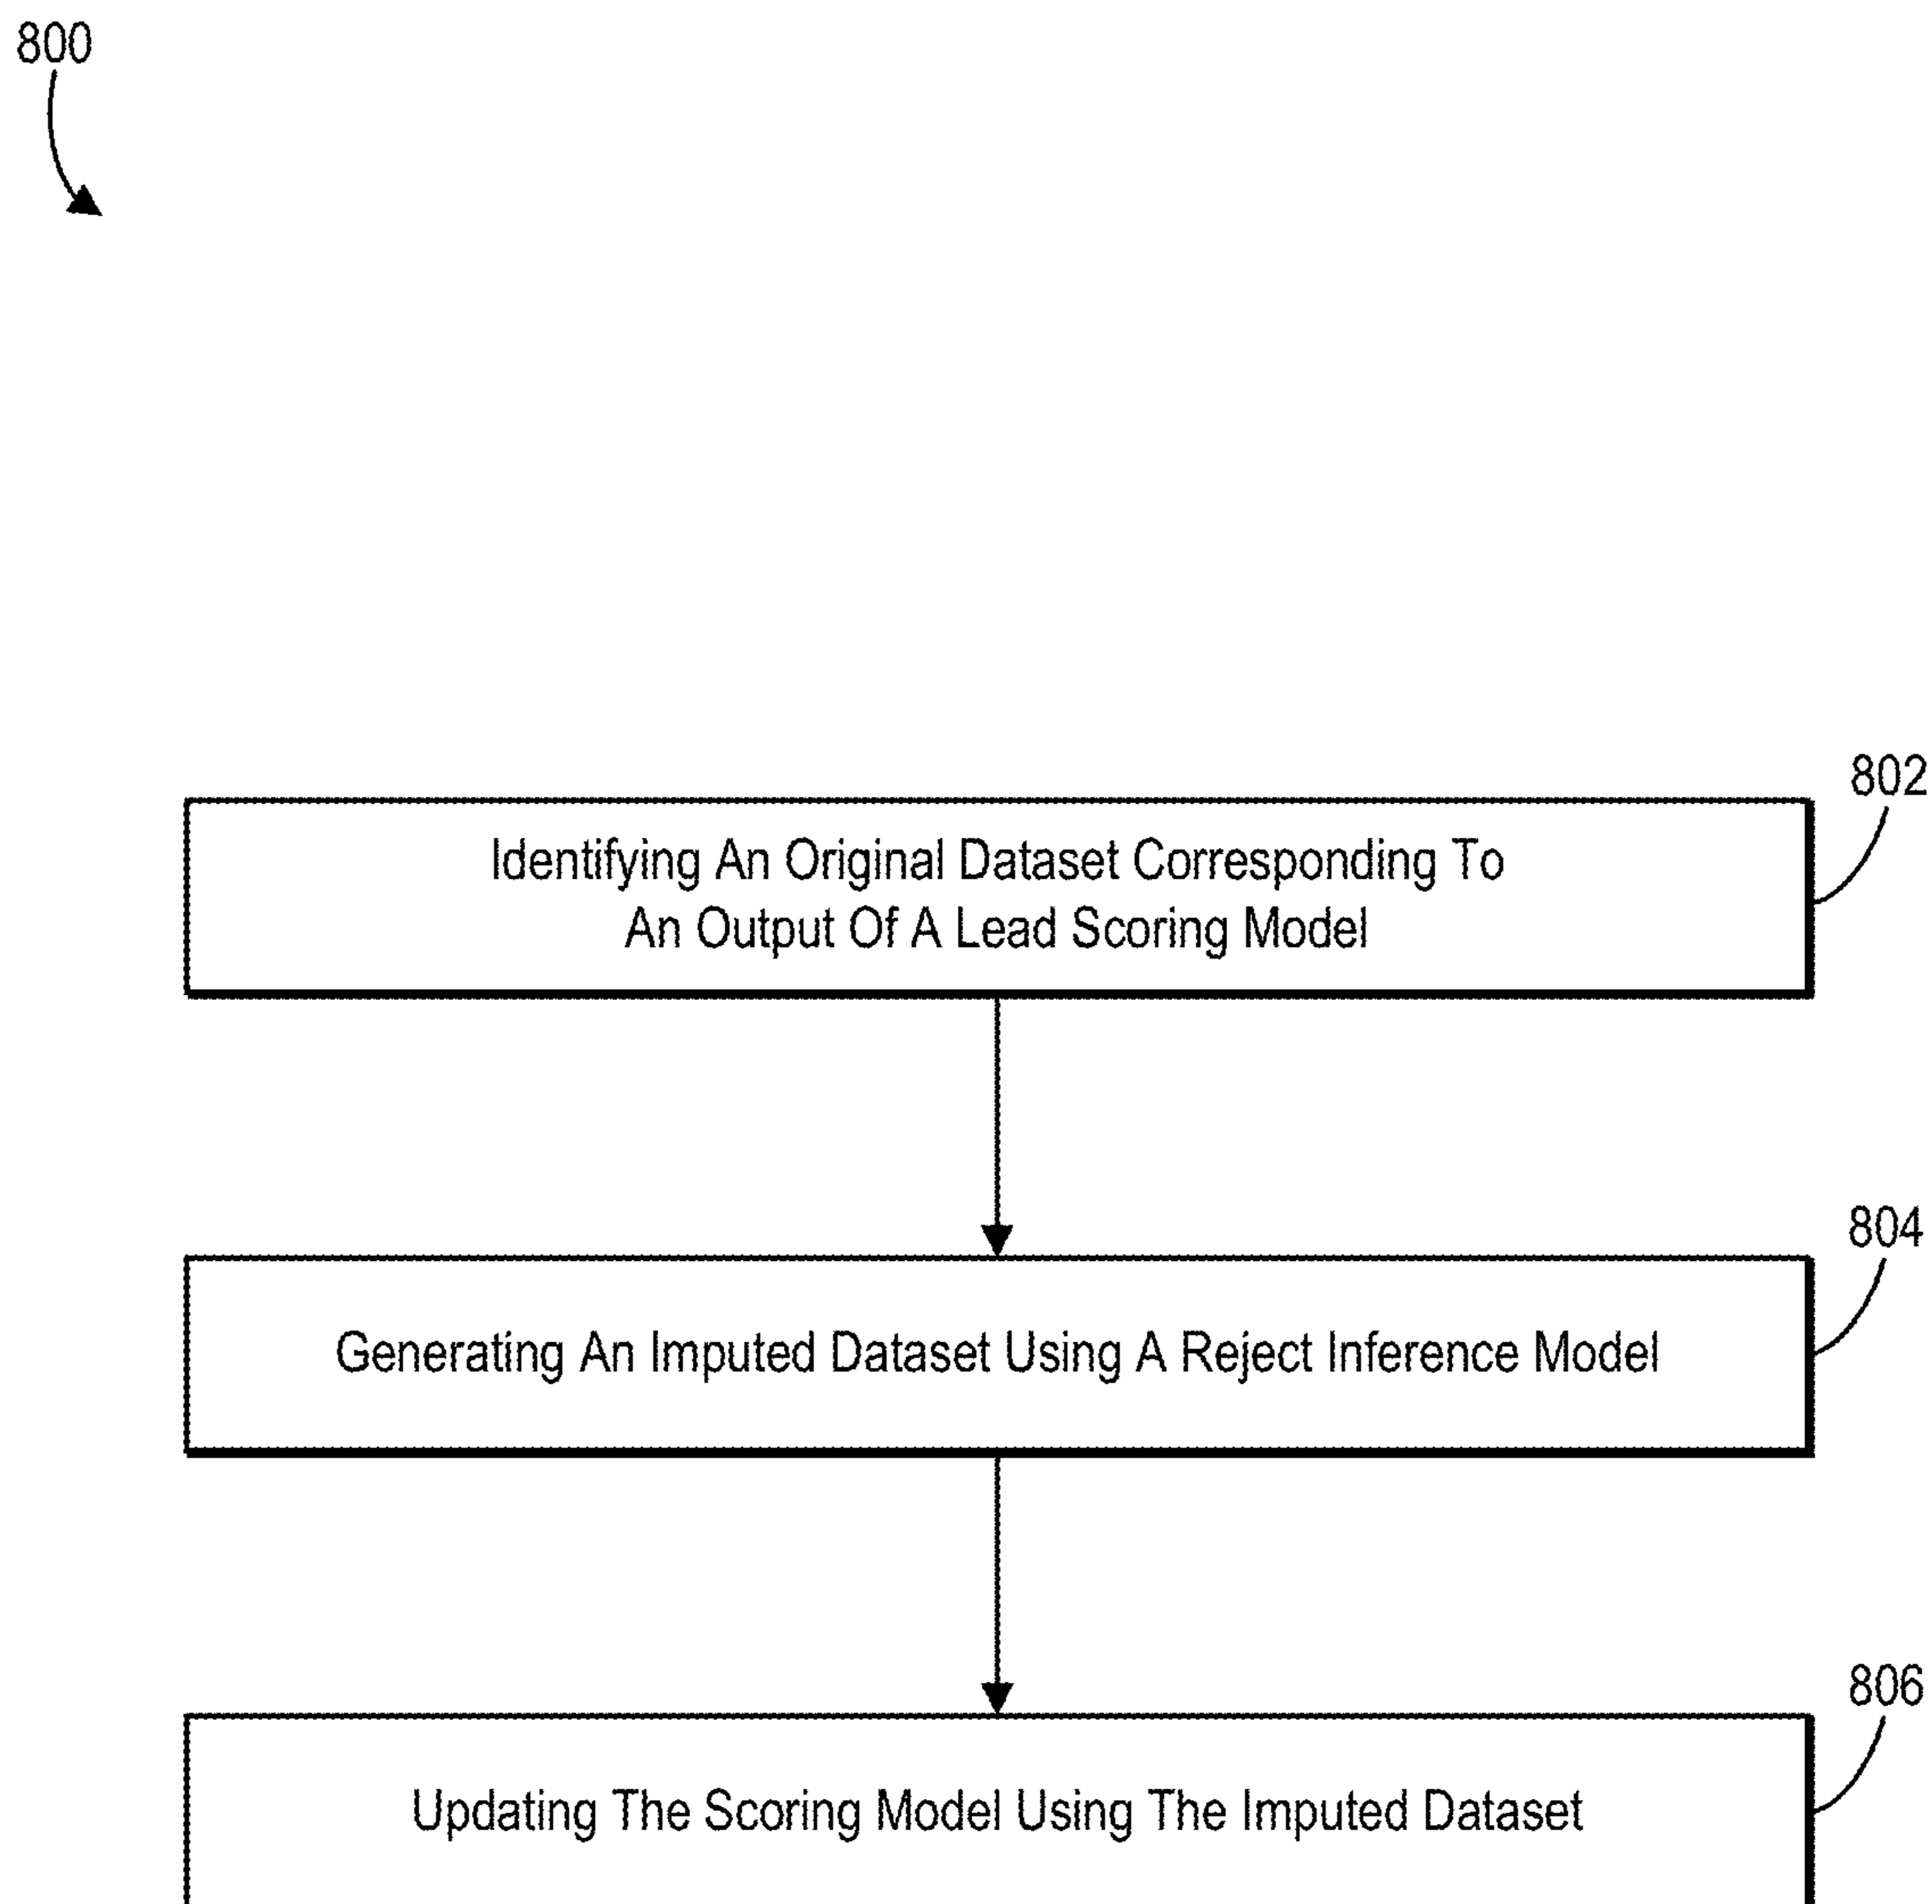 800
802
Identifying An Original Dataset Corresponding To
An Output Of A Lead Scoring Model
804
Generating An Imputed Dataset Using A Reject Inference Model
806
Updating The Scoring Model Using The Imputed Dataset